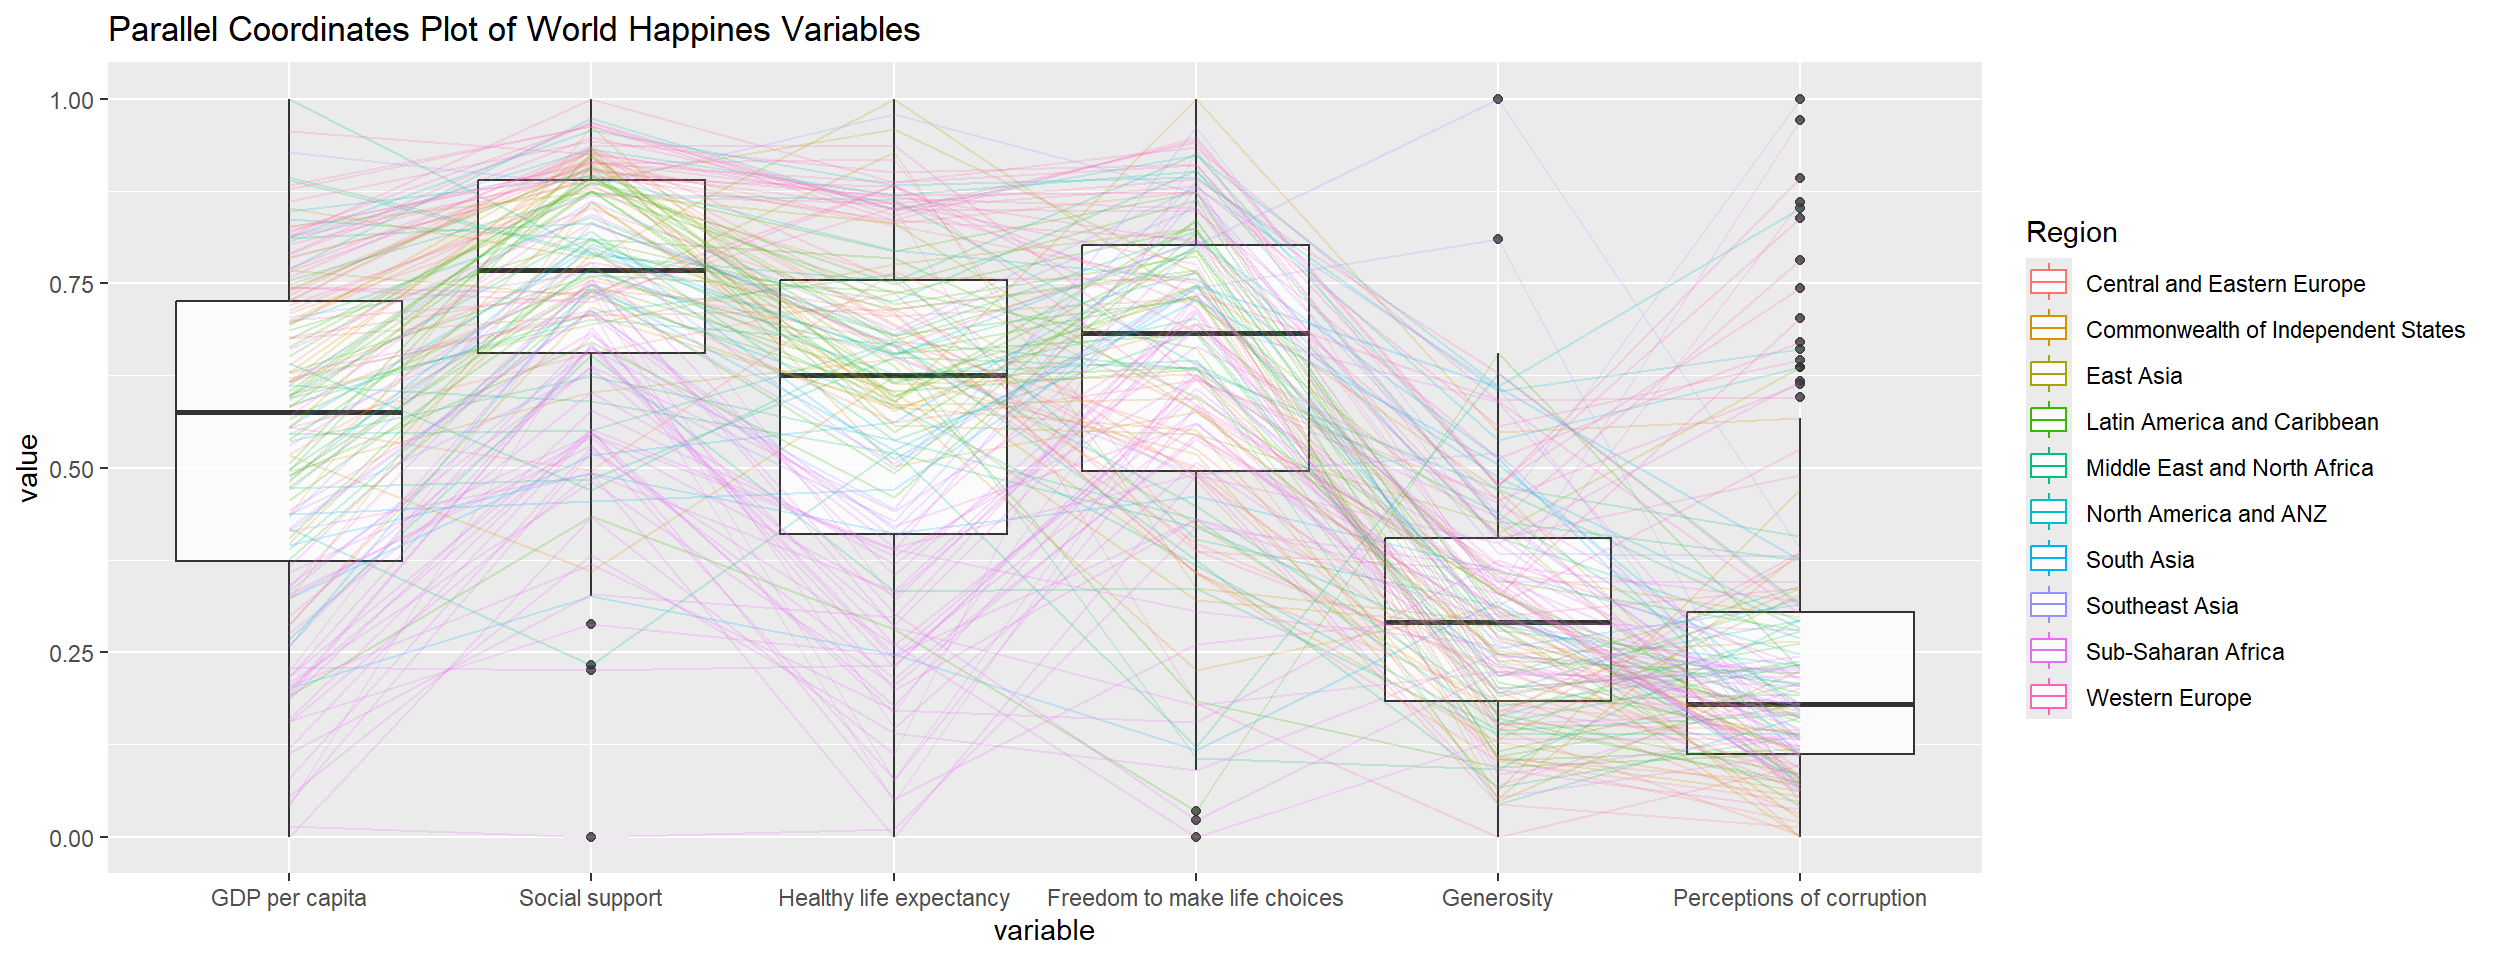 Parallel Coordinates Plot of World Happines Variables
1.00
0.75
0.50
0.25
0.00
value
GDP per capita
Social support
Healthy life expectancy
Freedom to make life choices
Generosity
Perceptions of corruption
variable
Region
Central and Eastern Europe
Commonwealth of Independent States
East Asia
Latin America and Caribbean
Middle East and North Africa
North America and ANZ
South Asia
Southeast Asia
Sub-Saharan Africa
Western Europe